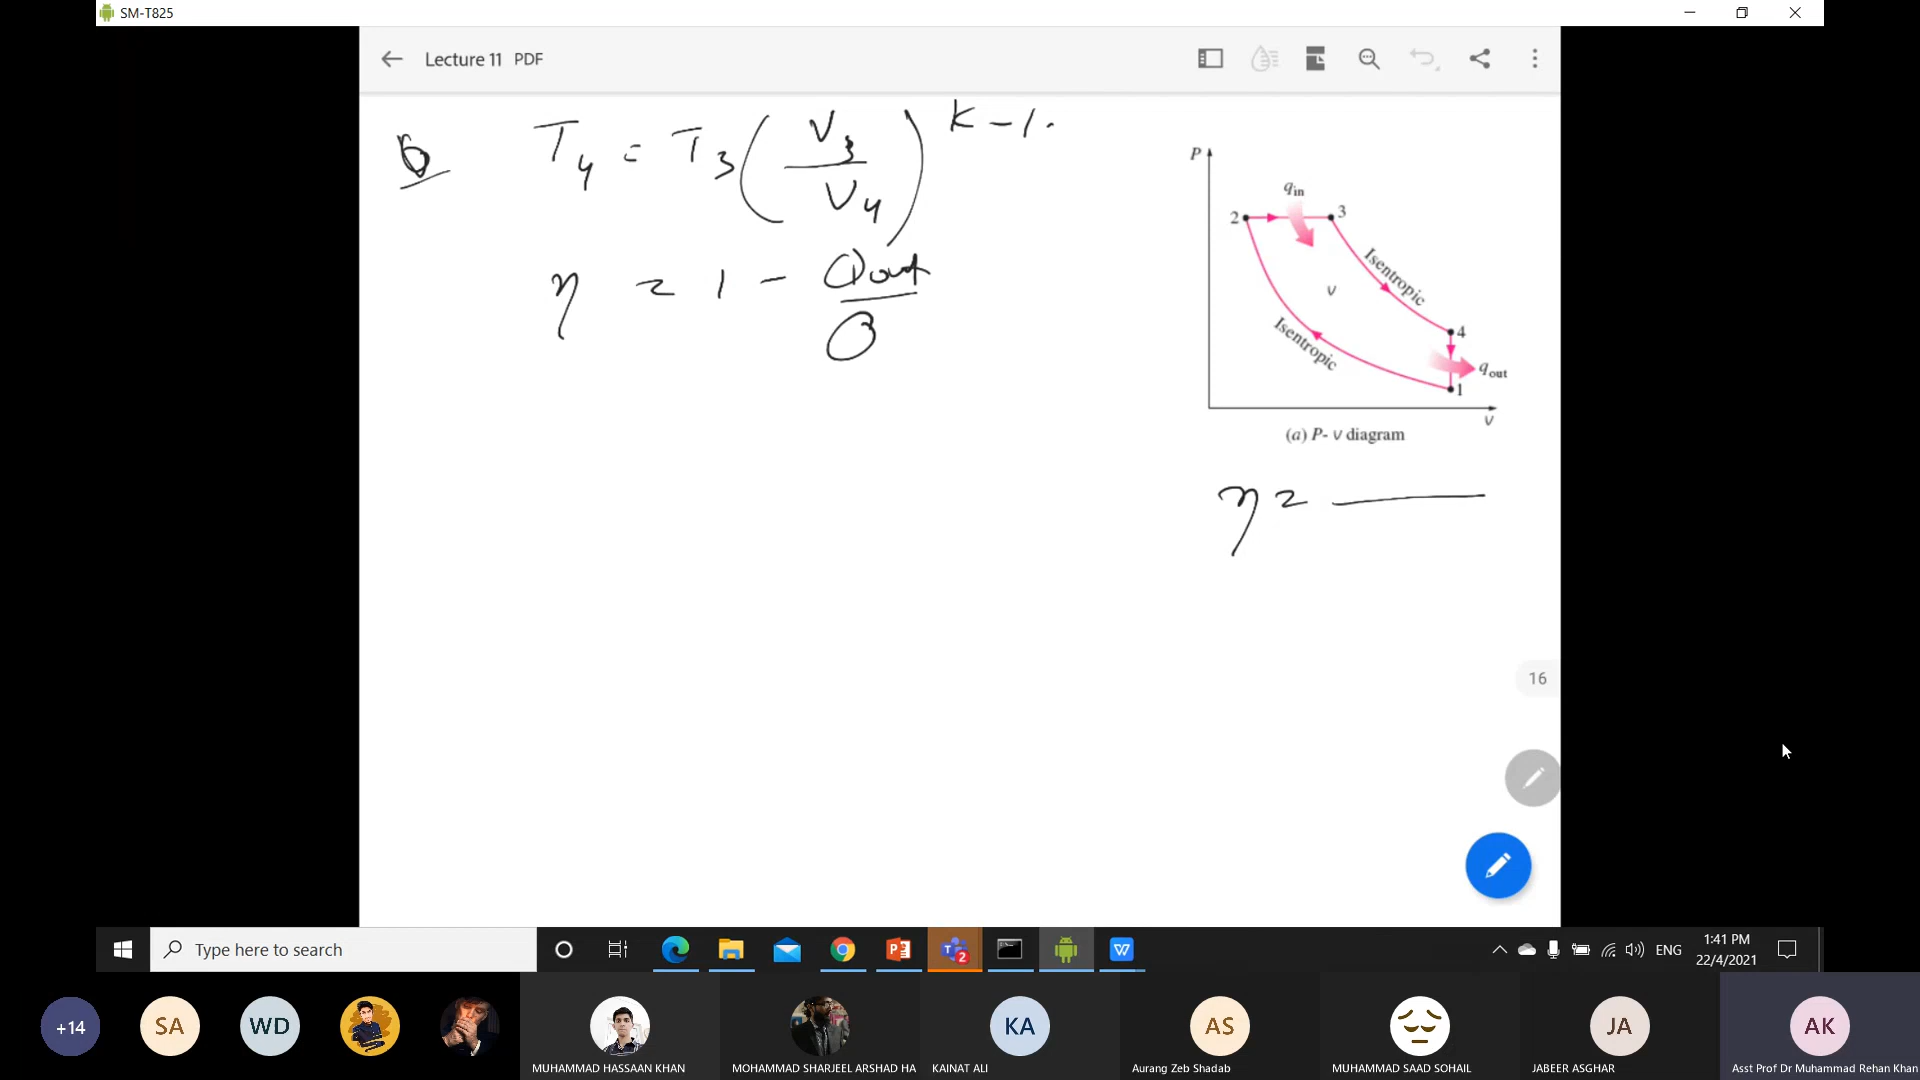 SM-T825
Lecture 11 PDF
b T4 = T3 (V3/V4)^K-1.
η = 1 - Qout/Q
P
qin
2
3
Isentropic
v
Isentropic
4
qout
1
v
(a) P- v diagram
η =
16
Type here to search
2
ENG
1:41 PM
22/4/2021
+14
SA
WD
KA
AS
JA
AK
MUHAMMAD HASSAAN KHAN
MOHAMMAD SHARJEEL ARSHAD HA
KAINAT ALI
Aurang Zeb Shadab
MUHAMMAD SAAD SOHAIL
JABEER ASGHAR
Asst Prof Dr Muhammad Rehan Khan